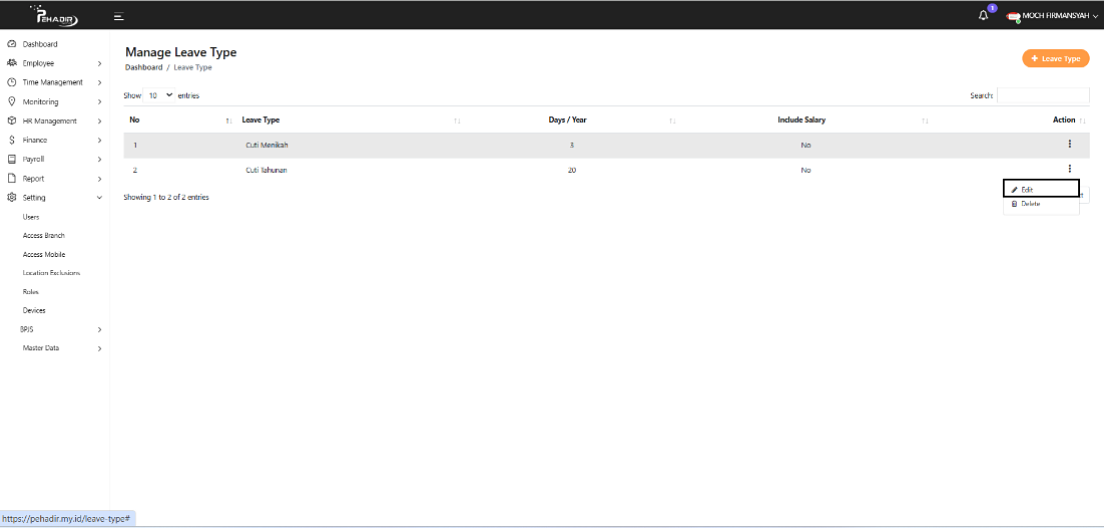 PEHADIR
1
MOCH FIRMANSYAH
Dashboard
Employee
Time Management
Monitoring
HR Management
Finance
Payroll
Report
Setting
Users
Access Branch
Access Mobile
Location Exclusions
Roles
Devices
BPJS
Master Data
Manage Leave Type
Dashboard / Leave Type
+ Leave Type
Show 10 entries
Search:
No Leave Type Days / Year Include Salary Action
1 Cuti Menikah 3 No
2 Cuti Tahunan 20 No
Showing 1 to 2 of 2 entries
Edit
Delete
https://pehadir.my.id/leave-type#